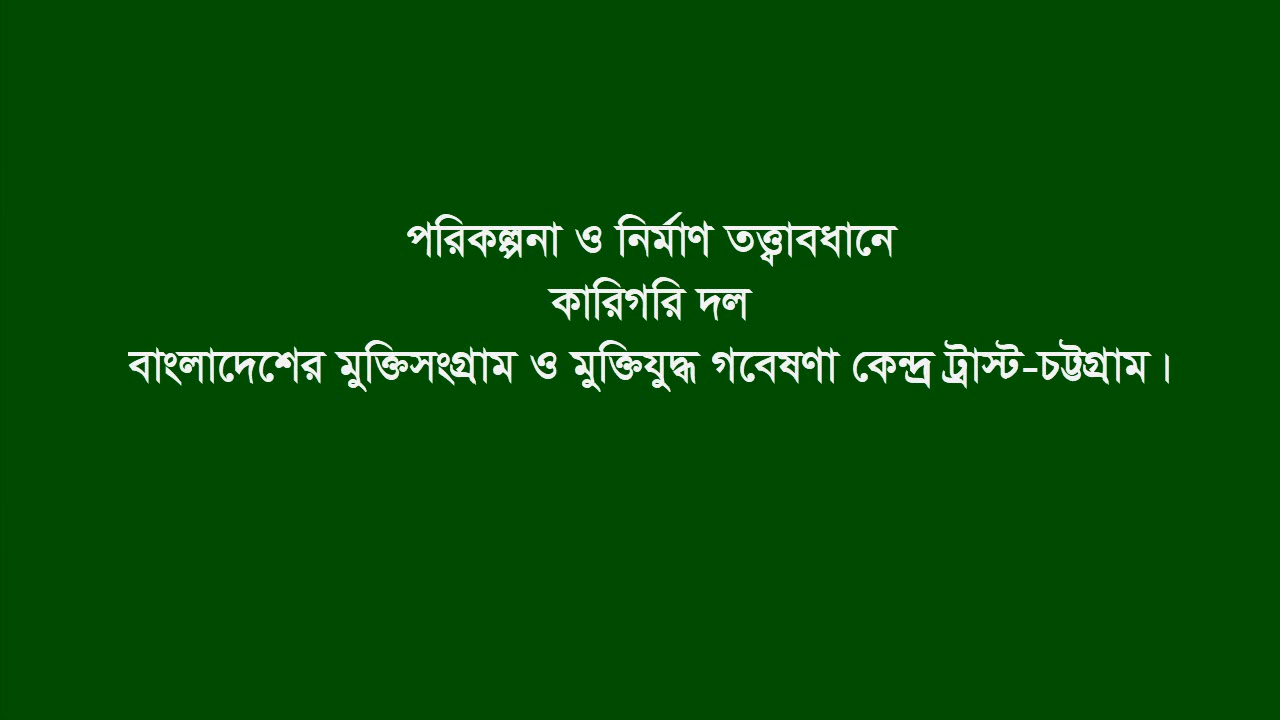 পরিকল্পনা ও নির্মাণ তত্ত্বাবধানে
কারিগরি দল
বাংলাদেশের মুক্তিসংগ্রাম ও মুক্তিযুদ্ধ গবেষণা কেন্দ্র ট্রাস্ট-চট্টগ্রাম।